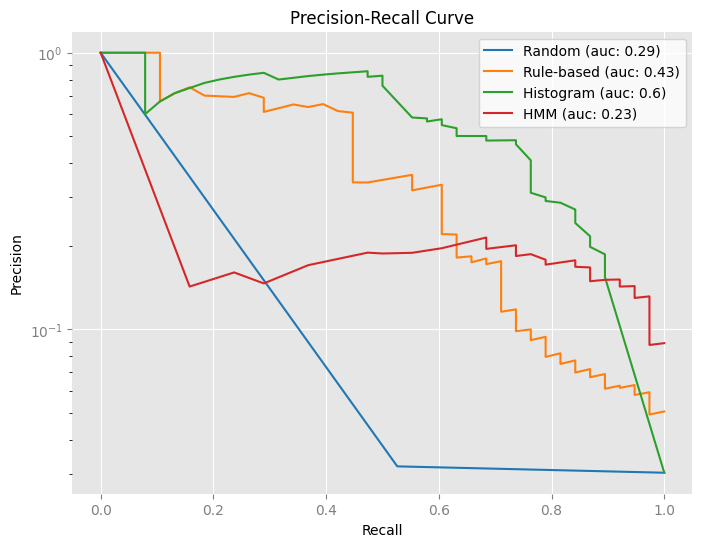 Precision-Recall Curve
Random (auc: 0.29)
Rule-based (auc: 0.43)
Histogram (auc: 0.6)
HMM (auc: 0.23)
Precision
10⁰
10⁻¹
0.0 0.2 0.4 0.6 0.8 1.0
Recall